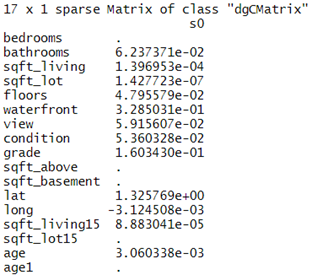 17 x 1 sparse Matrix of class "dgCMatrix"
s0
bedrooms .
bathrooms 6.237371e-02
sqft_living 1.396953e-04
sqft_lot 1.427723e-07
floors 4.795579e-02
waterfront 3.285031e-01
view 5.915607e-02
condition 5.360328e-02
grade 1.603430e-01
sqft_above .
sqft_basement .
lat 1.325769e+00
long -3.124508e-03
sqft_living15 8.883041e-05
sqft_lot15 .
age 3.060338e-03
age1 .